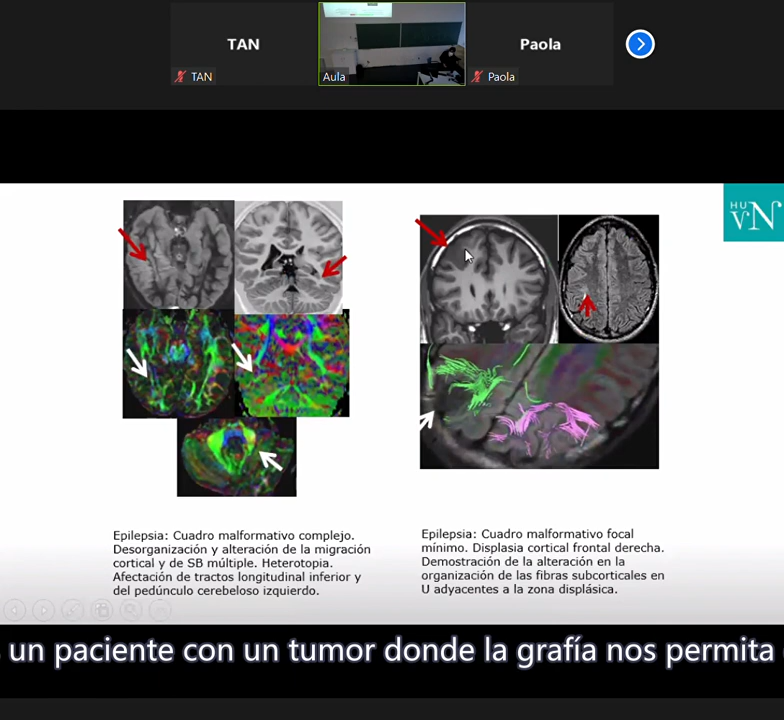 TAN
TAN
Aula
Paola
Paola
HU
VN
Epilepsia: Cuadro malformativo complejo.
Desorganización y alteración de la migración
cortical y de SB múltiple. Heterotopia.
Afectación de tractos longitudinal inferior y
del pedúnculo cerebeloso izquierdo.
Epilepsia: Cuadro malformativo focal
mínimo. Displasia cortical frontal derecha.
Demostración de la alteración en la
organización de las fibras subcorticales en
U adyacentes a la zona displásica.
un paciente con un tumor donde la grafía nos permita